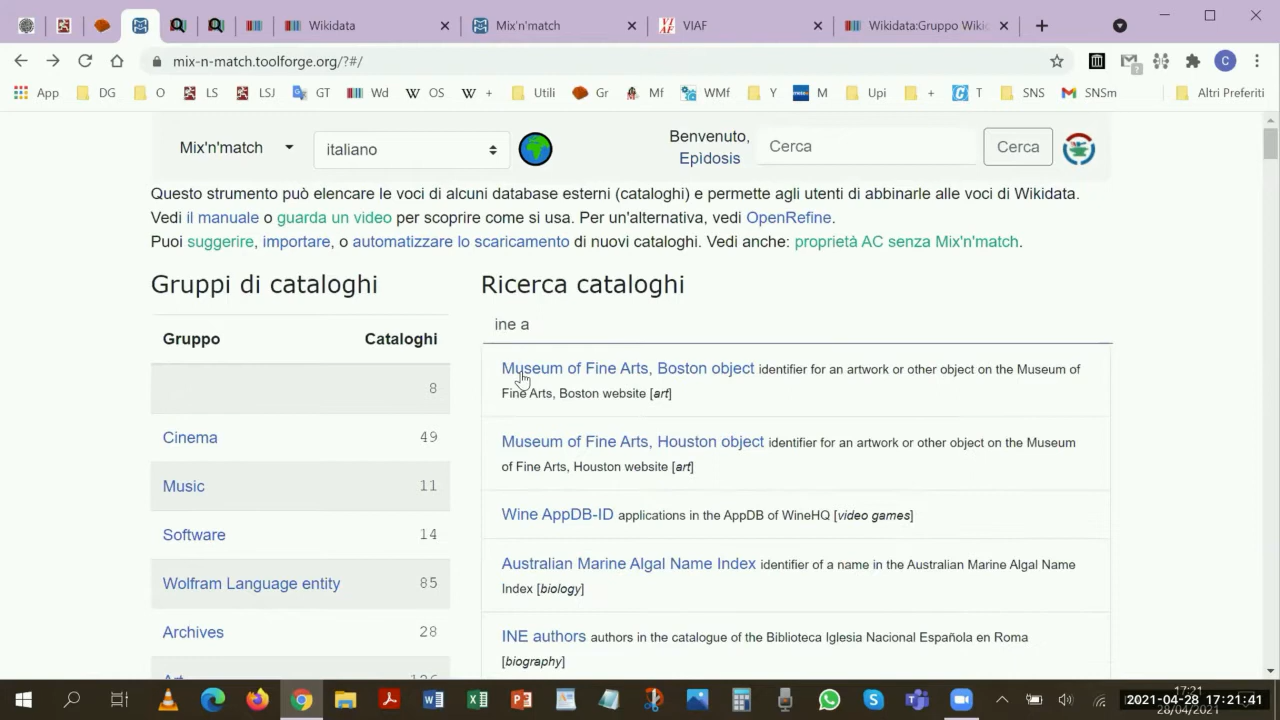 Wikidata
Mix'n'match
VIAF
Wikidata:Gruppo Wiki
mix-n-match.toolforge.org/?#/
App DG O LS LSJ GT Wd OS + Utili Gr Mf WMf Y M Upi + T SNS SNSm Altri Preferiti
Mix'n'match
italiano
Benvenuto,
Epìdosis
Cerca
Cerca
Questo strumento può elencare le voci di alcuni database esterni (cataloghi) e permette agli utenti di abbinarle alle voci di Wikidata.
Vedi il manuale o guarda un video per scoprire come si usa. Per un'alternativa, vedi OpenRefine.
Puoi suggerire, importare, o automatizzare lo scaricamento di nuovi cataloghi. Vedi anche: proprietà AC senza Mix'n'match.
Gruppi di cataloghi
Gruppo Cataloghi
8
Cinema 49
Music 11
Software 14
Wolfram Language entity 85
Archives 28
Ricerca cataloghi
ine a
Museum of Fine Arts, Boston object identifier for an artwork or other object on the Museum of
Fine Arts, Boston website [art]
Museum of Fine Arts, Houston object identifier for an artwork or other object on the Museum
of Fine Arts, Houston website [art]
Wine AppDB-ID applications in the AppDB of WineHQ [video games]
Australian Marine Algal Name Index identifier of a name in the Australian Marine Algal Name
Index [biology]
INE authors authors in the catalogue of the Biblioteca Iglesia Nacional Española en Roma
[biography]
17:21
2021-04-28 17:21:41
28/04/2021